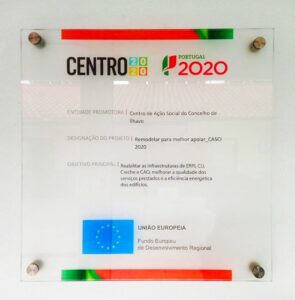 CENTRO 2020
PORTUGAL
2020
ENTIDADE PROMOTORA | Centro de Ação Social do Concelho de
Ílhavo
DESIGNAÇÃO DO PROJETO | Remodelar para melhor apoiar_CASCI
2020
OBJETIVO PRINCIPAL | Reabilitar as infraestruturas de ERPI, CD,
Creche e CAO; melhorar a qualidade dos
serviços prestados e a eficiência energética
dos edifícios.
UNIÃO EUROPEIA
Fundo Europeu
de Desenvolvimento Regional